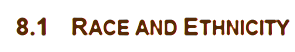 8.1 RACE AND ETHNICITY